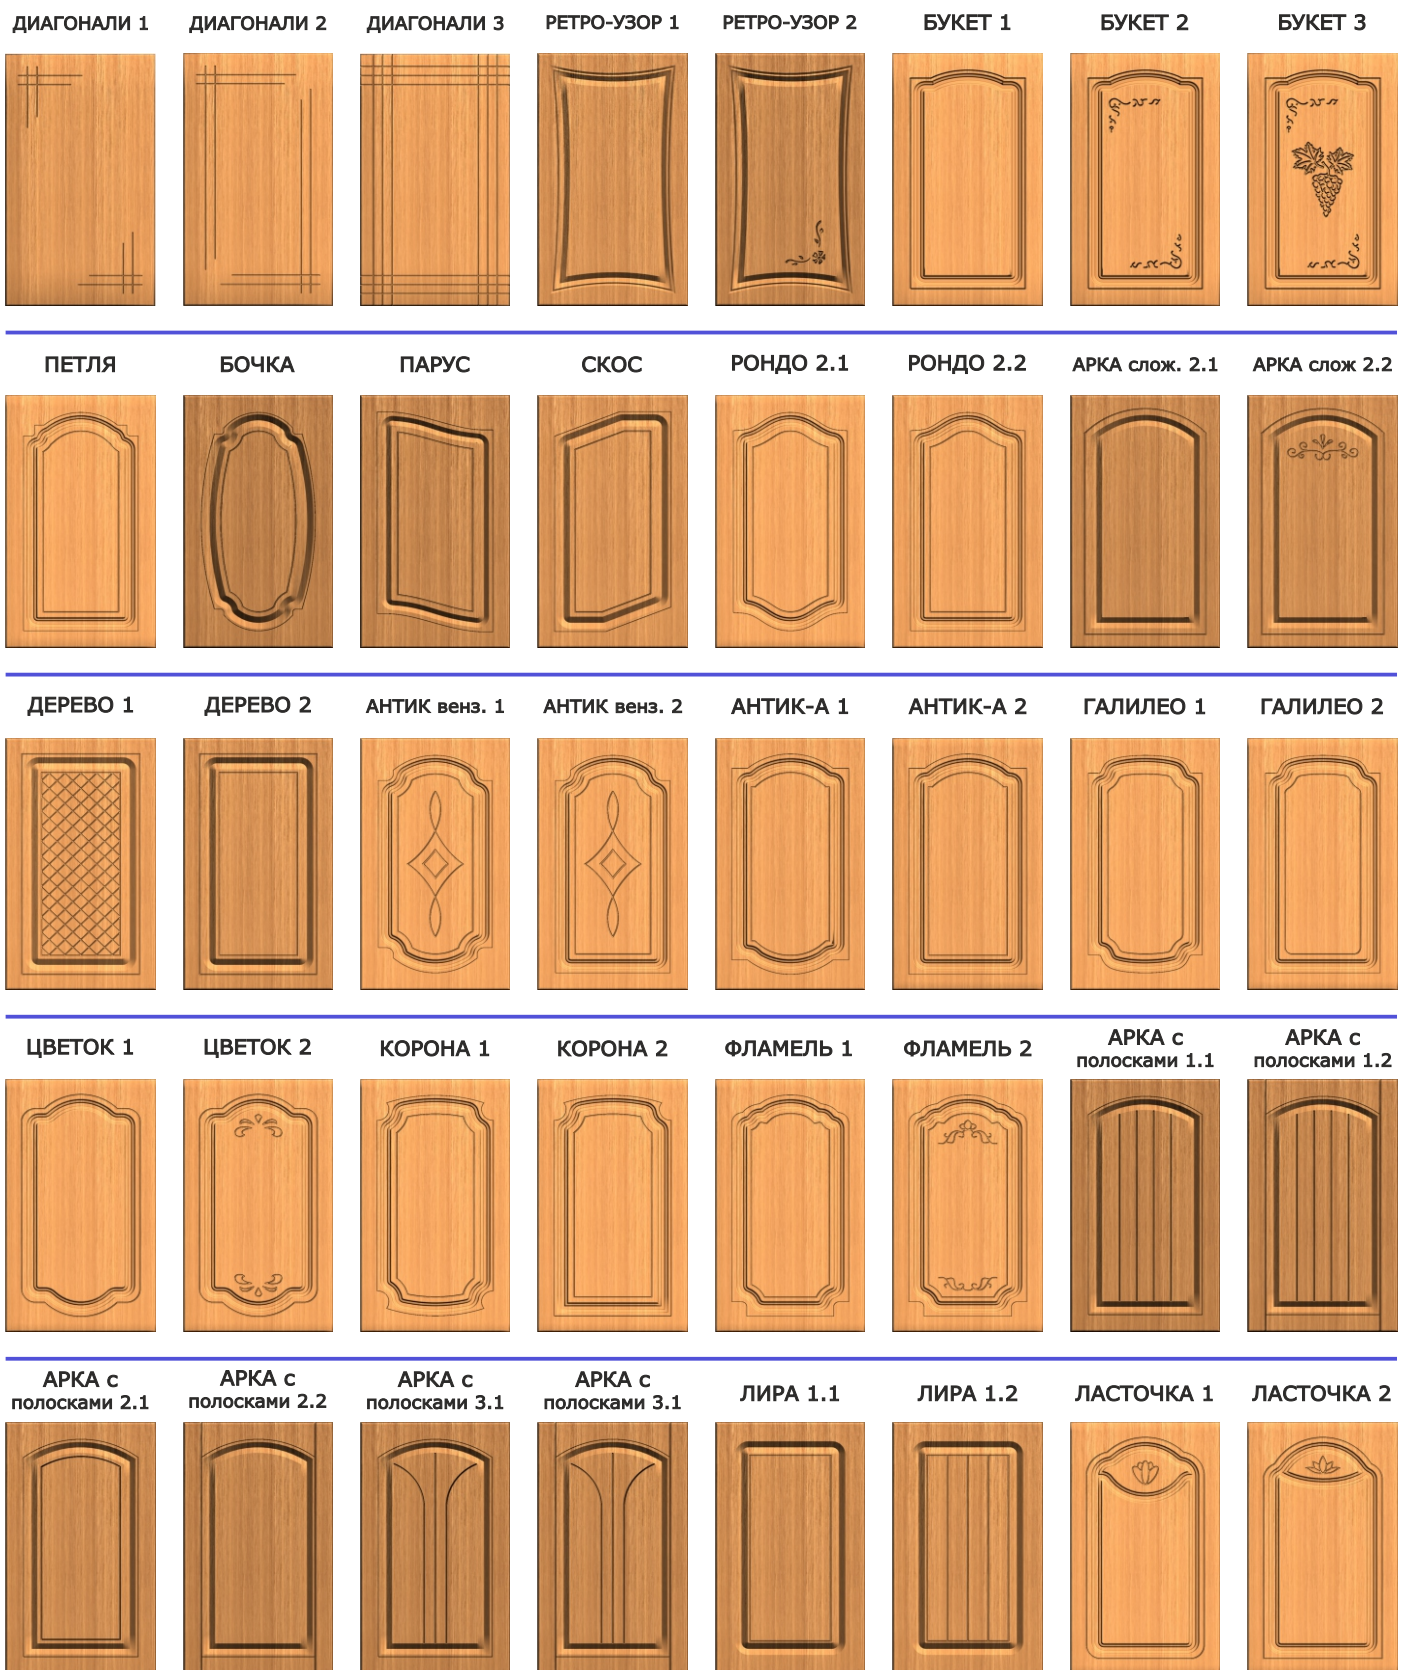 ДИАГОНАЛИ 1
ДИАГОНАЛИ 2
ДИАГОНАЛИ 3
РЕТРО-УЗОР 1
РЕТРО-УЗОР 2
БУКЕТ 1
БУКЕТ 2
БУКЕТ 3
ПЕТЛЯ
БОЧКА
ПАРУС
СКОС
РОНДО 2.1
РОНДО 2.2
АРКА слож. 2.1
АРКА слож 2.2
ДЕРЕВО 1
ДЕРЕВО 2
АНТИК венз. 1
АНТИК венз. 2
АНТИК-А 1
АНТИК-А 2
ГАЛИЛЕО 1
ГАЛИЛЕО 2
ЦВЕТОК 1
ЦВЕТОК 2
КОРОНА 1
КОРОНА 2
ФЛАМЕЛЬ 1
ФЛАМЕЛЬ 2
АРКА с
полосками 1.1
АРКА с
полосками 1.2
АРКА с
полосками 2.1
АРКА с
полосками 2.2
АРКА с
полосками 3.1
АРКА с
полосками 3.1
ЛИРА 1.1
ЛИРА 1.2
ЛАСТОЧКА 1
ЛАСТОЧКА 2